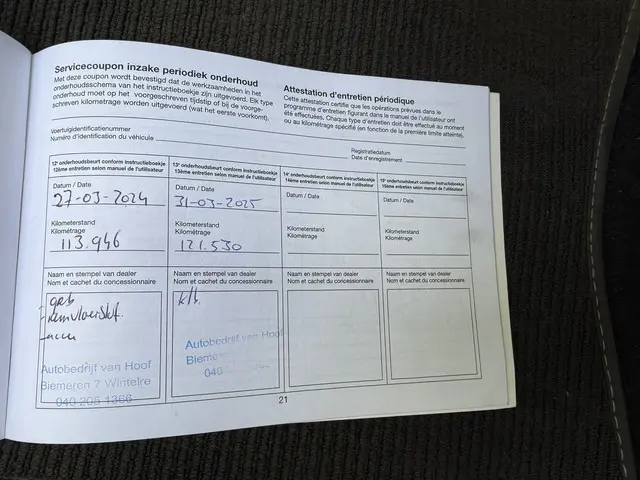 Servicecoupon inzake periodiek onderhoud
Met deze coupon wordt bevestigd dat de werkzaamheden in het
onderhoudsschema van het instructieboekje zijn uitgevoerd. Elk type
onderhoud moet op het voorgeschreven tijdstip of bij de voorge-
schreven kilometrage worden uitgevoerd (wat het eerste voorkomt).
Attestation d'entretien périodique
Cette attestation certifie que les opérations prévues dans le
programme d'entretien figurant dans le manuel de l'utilisateur ont
été effectuées. Chaque type d'entretien doit être effectué au moment
ou au kilométrage spécifié (en fonction de la première limite atteinte).
Voertuigidentificatienummer
Numéro d'identification du véhicule
Registratiedatum
Date d'enregistrement
12e onderhoudsbeurt conform instructieboekje
12ème entretien selon manuel de l'utilisateur
Datum / Date
27-03-2024
Kilometerstand
Kilométrage
113.946
Naam en stempel van dealer
Nom et cachet du concessionnaire
Autobedrijf van Hoof
Biemeren 7 Wintelre
040 205 1366
13e onderhoudsbeurt conform instructieboekje
13ème entretien selon manuel de l'utilisateur
Datum / Date
31-03-2025
Kilometerstand
Kilométrage
121.530
Naam en stempel van dealer
Nom et cachet du concessionnaire
Autobedrijf van Hoof
Bieme
040
14e onderhoudsbeurt conform instructieboekje
14ème entretien selon manuel de l'utilisateur
Datum / Date
Kilometerstand
Kilométrage
Naam en stempel van dealer
Nom et cachet du concessionnaire
15e onderhoudsbeurt conform instructieboekje
15ème entretien selon manuel de l'utilisateur
Datum / Date
Kilometerstand
Kilométrage
Naam en stempel van dealer
Nom et cachet du concessionnaire
21